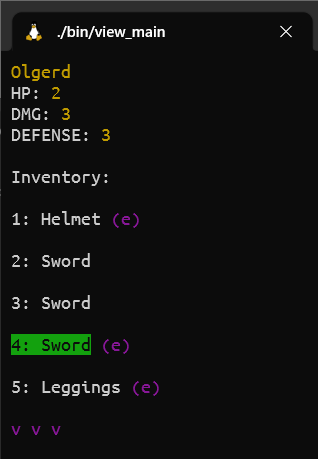 ./bin/view_main
Olgerd
HP: 2
DMG: 3
DEFENSE: 3
Inventory:
1: Helmet (e)
2: Sword
3: Sword
4: Sword (e)
5: Leggings (e)
v v v